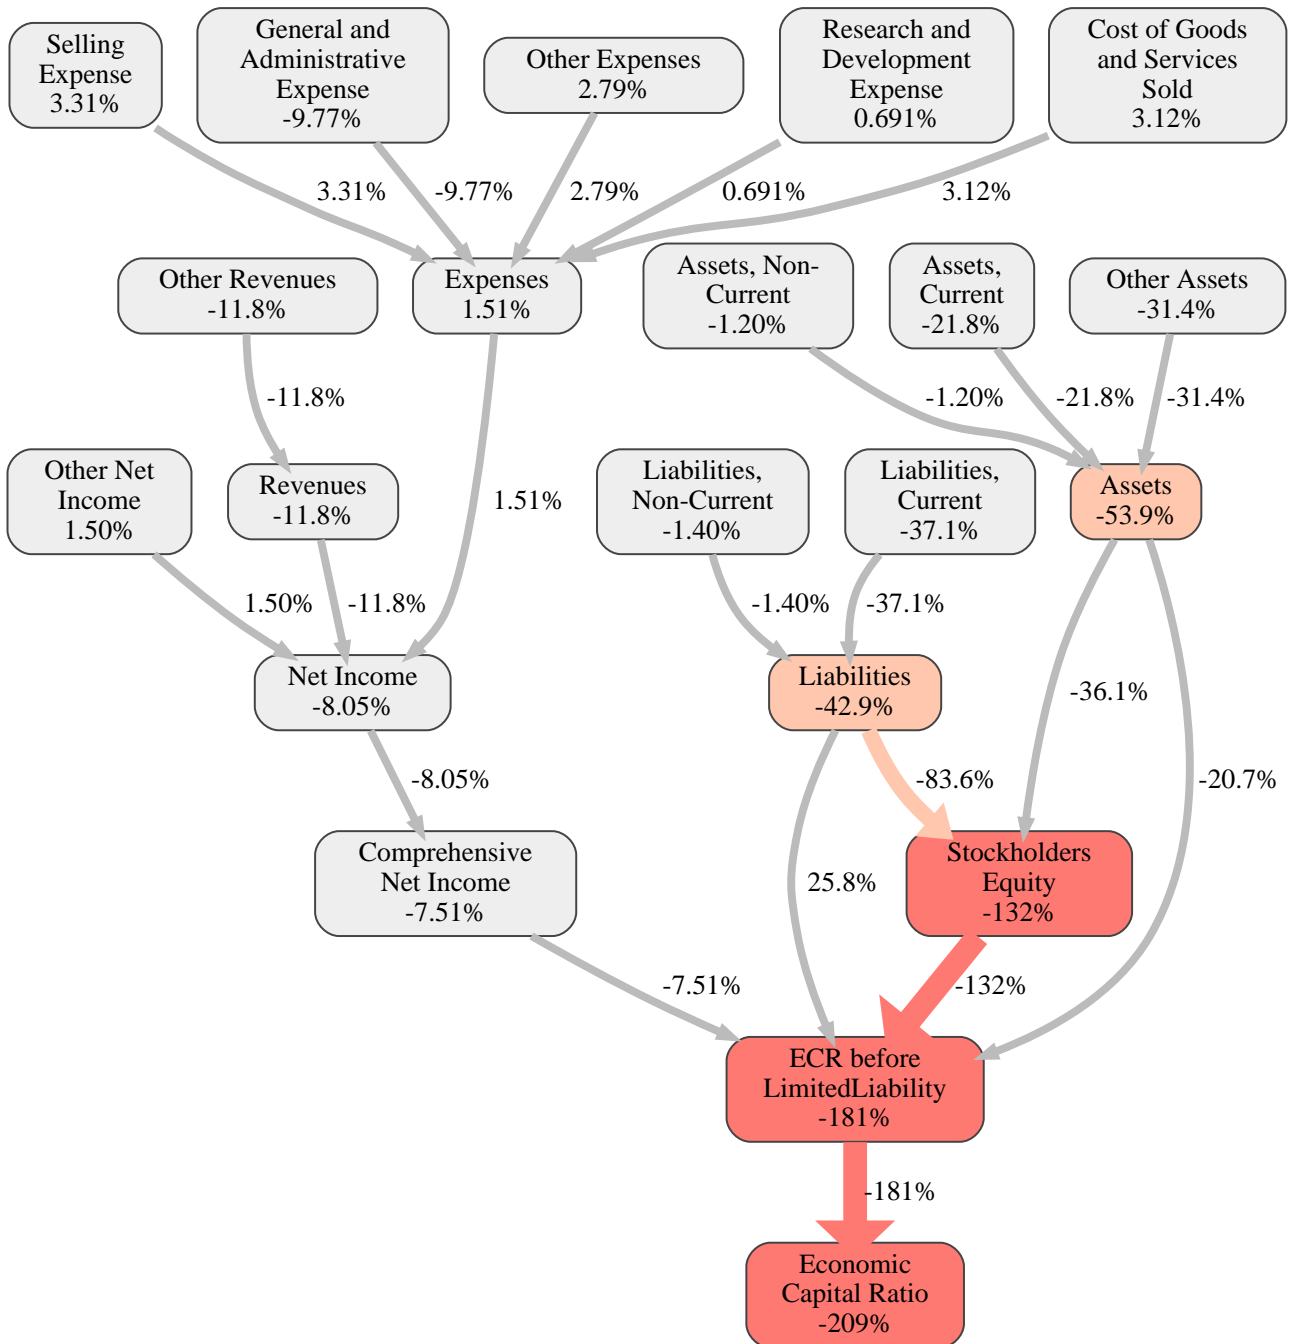 Selling
Expense
3.31%
General and
Administrative
Expense
-9.77%
Other Expenses
2.79%
Research and
Development
Expense
0.691%
Cost of Goods
and Services
Sold
3.12%
3.31%
-9.77%
2.79%
0.691%
3.12%
Other Revenues
-11.8%
Expenses
1.51%
Assets, Non-
Current
-1.20%
Assets,
Current
-21.8%
Other Assets
-31.4%
-11.8%
-1.20%
-21.8%
-31.4%
Other Net
Income
1.50%
Revenues
-11.8%
1.51%
Liabilities,
Non-Current
-1.40%
Liabilities,
Current
-37.1%
Assets
-53.9%
1.50%
-11.8%
-1.40%
-37.1%
Net Income
-8.05%
Liabilities
-42.9%
-36.1%
-8.05%
-83.6%
-20.7%
Comprehensive
Net Income
-7.51%
25.8%
Stockholders
Equity
-132%
-7.51%
-132%
ECR before
LimitedLiability
-181%
-181%
Economic
Capital Ratio
-209%